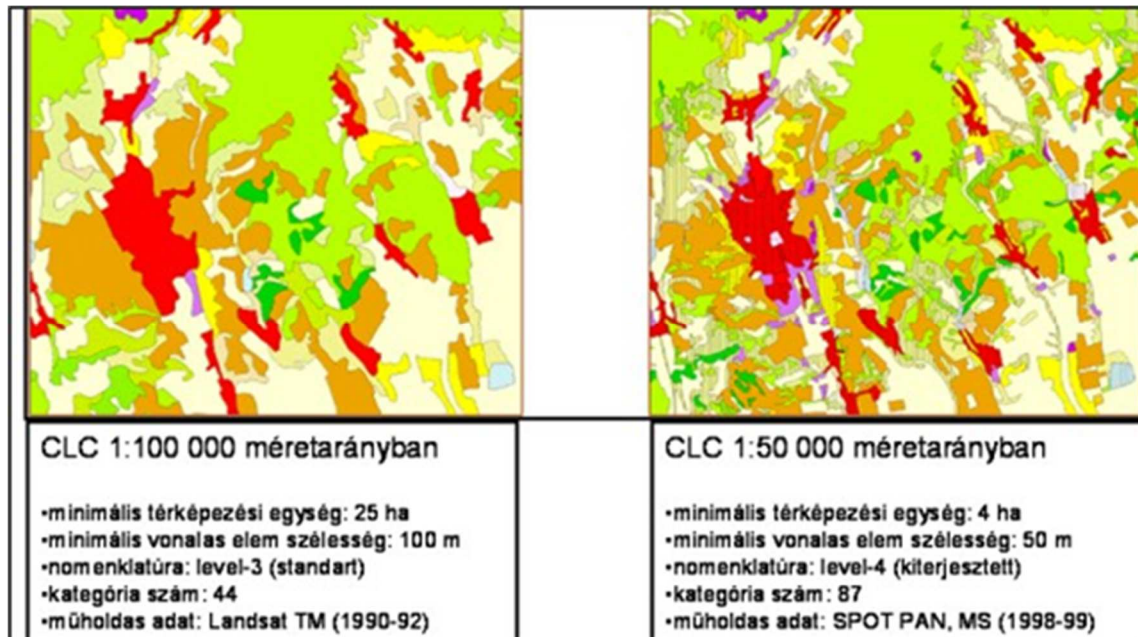 CLC 1:100 000 méretarányban
•minimális térképezési egység: 25 ha
•minimális vonalas elem szélesség: 100 m
•nomenklatúra: level-3 (standart)
•kategória szám: 44
•műholdas adat: Landsat TM (1990-92)
CLC 1:50 000 méretarányban
•minimális térképezési egység: 4 ha
•minimális vonalas elem szélesség: 50 m
•nomenklatúra: level-4 (kiterjesztett)
•kategória szám: 87
•műholdas adat: SPOT PAN, MS (1998-99)